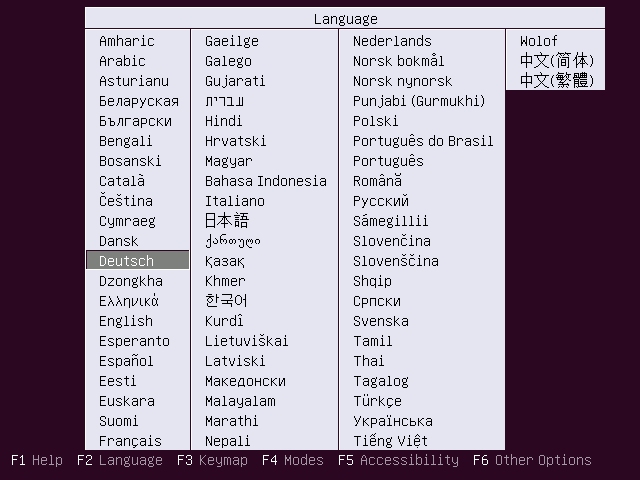 Language
Amharic
Arabic
Asturianu
Беларуская
Български
Bengali
Bosanski
Català
Čeština
Cymraeg
Dansk
Deutsch
Dzongkha
Ελληνικά
English
Esperanto
Español
Eesti
Euskara
Suomi
Français
Gaeilge
Galego
Gujarati
עברית
Hindi
Hrvatski
Magyar
Bahasa Indonesia
Italiano
日本語
ქართული
Қазақ
Khmer
한국어
Kurdî
Lietuviškai
Latviski
Македонски
Malayalam
Marathi
Nepali
Nederlands
Norsk bokmål
Norsk nynorsk
Punjabi (Gurmukhi)
Polski
Português do Brasil
Português
Română
Русский
Sámegillii
Slovenčina
Slovenščina
Shqip
Српски
Svenska
Tamil
Thai
Tagalog
Türkçe
Українська
Tiếng Việt
Wolof
中文(简体)
中文(繁體)
F1 Help F2 Language F3 Keymap F4 Modes F5 Accessibility F6 Other Options